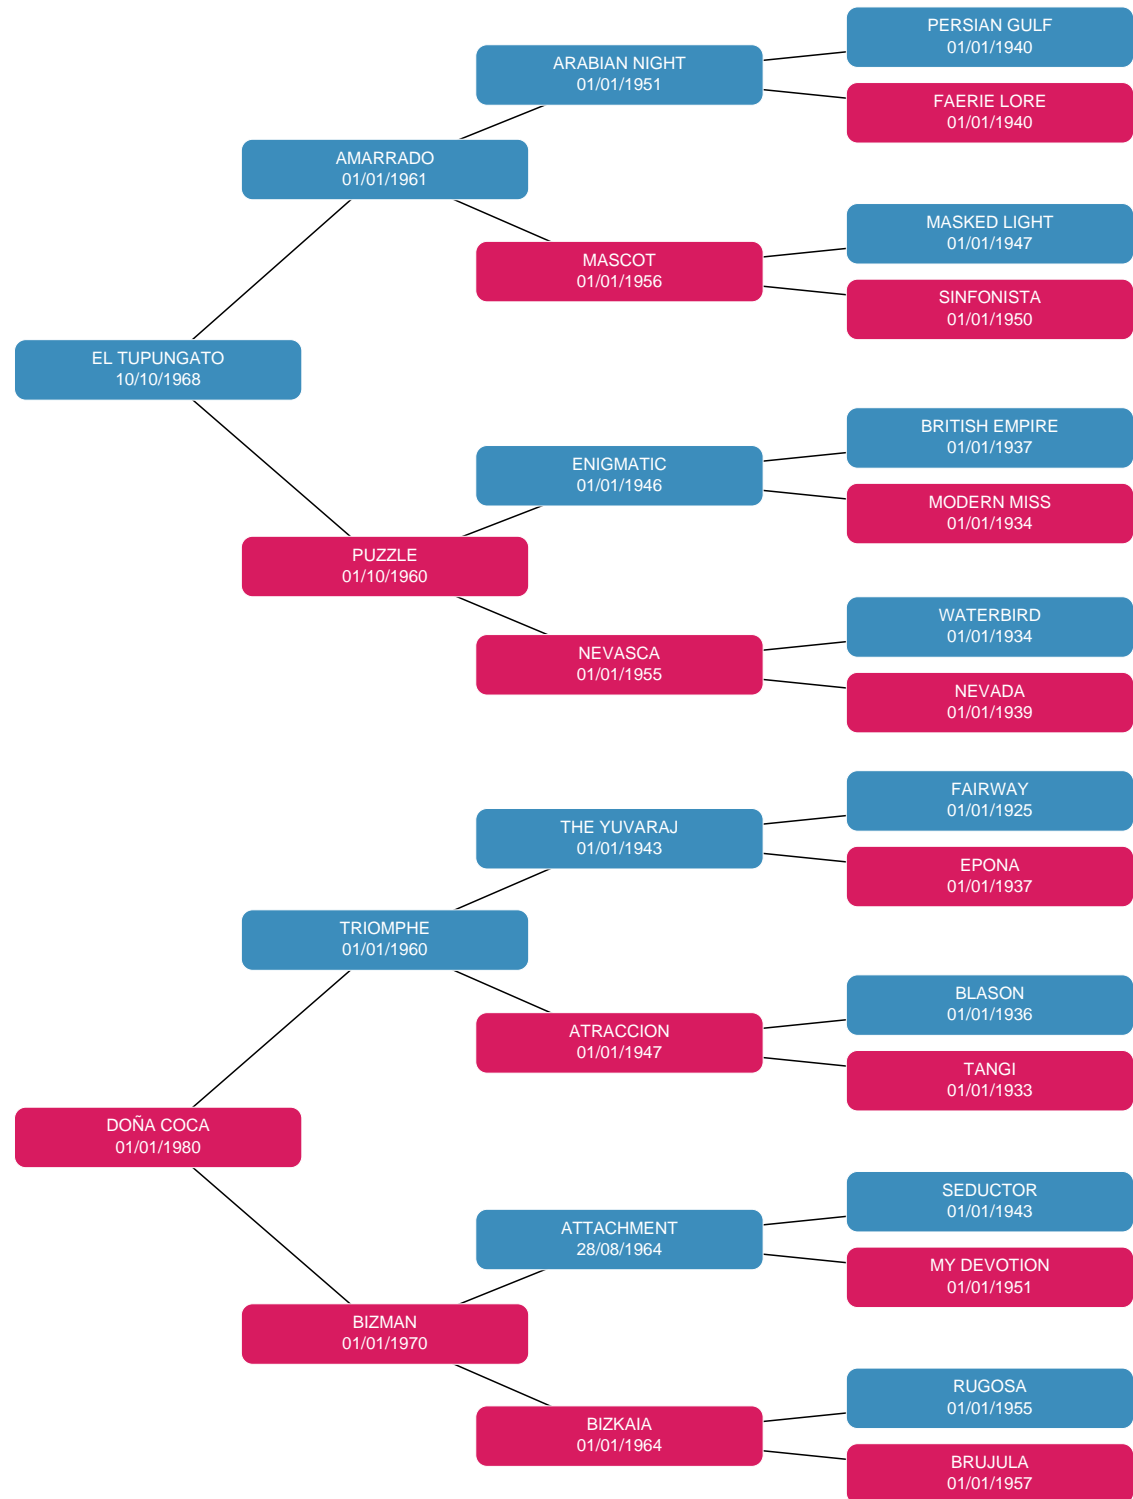 PERSIAN GULF
01/01/1940
ARABIAN NIGHT
01/01/1951
FAERIE LORE
01/01/1940
AMARRADO
01/01/1961
MASKED LIGHT
01/01/1947
MASCOT
01/01/1956
SINFONISTA
01/01/1950
EL TUPUNGATO
10/10/1968
BRITISH EMPIRE
01/01/1937
ENIGMATIC
01/01/1946
MODERN MISS
01/01/1934
PUZZLE
01/10/1960
WATERBIRD
01/01/1934
NEVASCA
01/01/1955
NEVADA
01/01/1939
FAIRWAY
01/01/1925
THE YUVARAJ
01/01/1943
EPONA
01/01/1937
TRIOMPHE
01/01/1960
BLASON
01/01/1936
ATRACCION
01/01/1947
TANGI
01/01/1933
DOÑA COCA
01/01/1980
SEDUCTOR
01/01/1943
ATTACHMENT
28/08/1964
MY DEVOTION
01/01/1951
BIZMAN
01/01/1970
RUGOSA
01/01/1955
BIZKAIA
01/01/1964
BRUJULA
01/01/1957